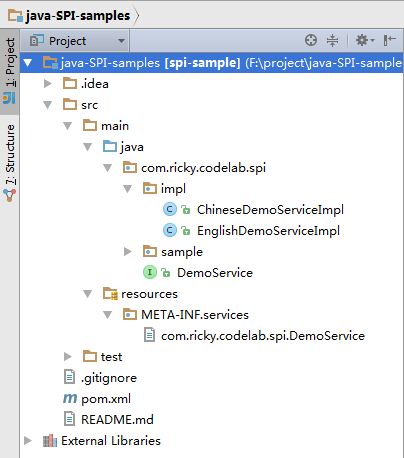 java-SPI-samples
Project
java-SPI-samples [spi-sample] (F:\project\java-SPI-sample
.idea
src
main
java
com.ricky.codelab.spi
impl
ChineseDemoServiceImpl
EnglishDemoServiceImpl
sample
DemoService
resources
META-INF.services
com.ricky.codelab.spi.DemoService
test
.gitignore
pom.xml
README.md
External Libraries
1: Project
7: Structure